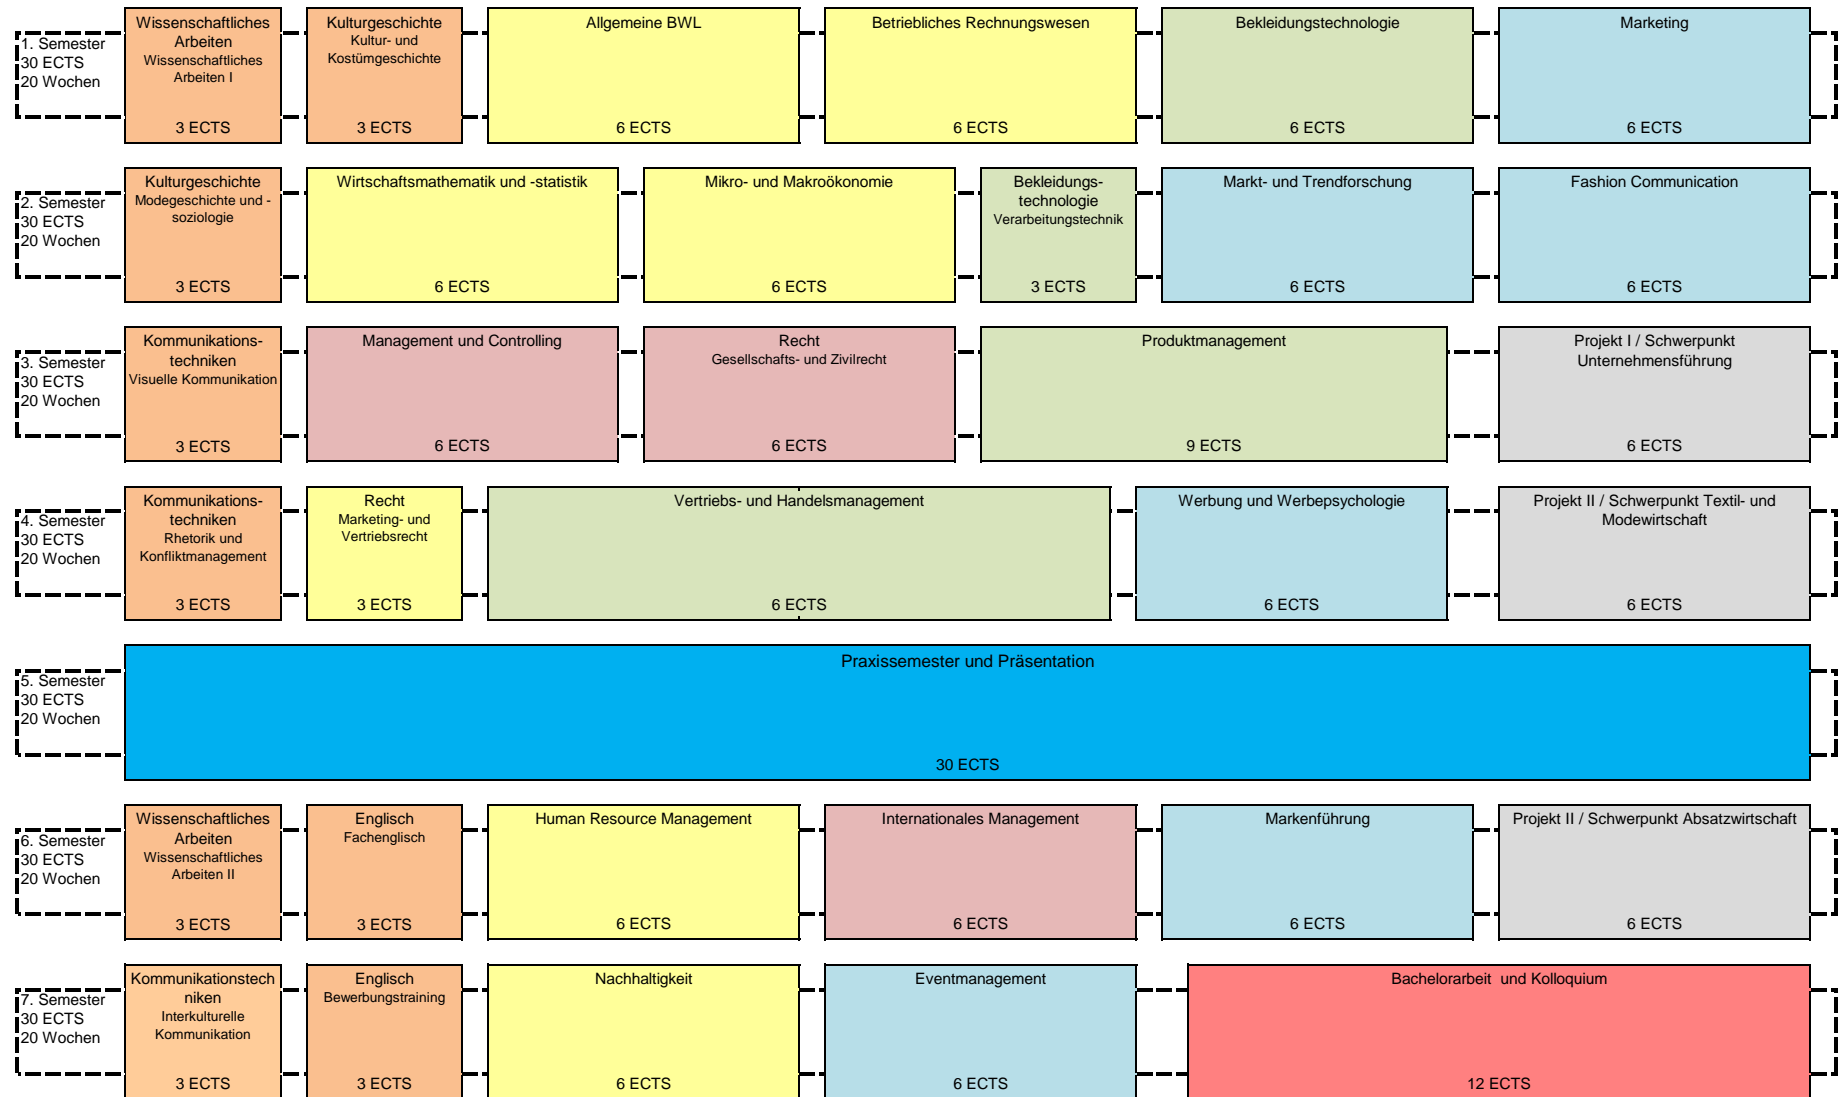 1. Semester
30 ECTS
20 Wochen
Wissenschaftliches
Arbeiten
Wissenschaftliches
Arbeiten I
3 ECTS
Kulturgeschichte
Kultur- und
Kostümgeschichte
3 ECTS
Allgemeine BWL
6 ECTS
Betriebliches Rechnungswesen
6 ECTS
Bekleidungstechnologie
6 ECTS
Marketing
6 ECTS
2. Semester
30 ECTS
20 Wochen
Kulturgeschichte
Modegeschichte und -
soziologie
3 ECTS
Wirtschaftsmathematik und -statistik
6 ECTS
Mikro- und Makroökonomie
6 ECTS
Bekleidungs-
technologie
Verarbeitungstechnik
3 ECTS
Markt- und Trendforschung
6 ECTS
Fashion Communication
6 ECTS
3. Semester
30 ECTS
20 Wochen
Kommunikations-
techniken
Visuelle Kommunikation
3 ECTS
Management und Controlling
6 ECTS
Recht
Gesellschafts- und Zivilrecht
6 ECTS
Produktmanagement
9 ECTS
Projekt I / Schwerpunkt
Unternehmensführung
6 ECTS
4. Semester
30 ECTS
20 Wochen
Kommunikations-
techniken
Rhetorik und
Konfliktmanagement
3 ECTS
Recht
Marketing- und
Vertriebsrecht
3 ECTS
Vertriebs- und Handelsmanagement
6 ECTS
Werbung und Werbepsychologie
6 ECTS
Projekt II / Schwerpunkt Textil- und
Modewirtschaft
6 ECTS
5. Semester
30 ECTS
20 Wochen
Praxissemester und Präsentation
30 ECTS
6. Semester
30 ECTS
20 Wochen
Wissenschaftliches
Arbeiten
Wissenschaftliches
Arbeiten II
3 ECTS
Englisch
Fachenglisch
3 ECTS
Human Resource Management
6 ECTS
Internationales Management
6 ECTS
Markenführung
6 ECTS
Projekt II / Schwerpunkt Absatzwirtschaft
6 ECTS
7. Semester
30 ECTS
20 Wochen
Kommunikationstech
niken
Interkulturelle
Kommunikation
3 ECTS
Englisch
Bewerbungstraining
3 ECTS
Nachhaltigkeit
6 ECTS
Eventmanagement
6 ECTS
Bachelorarbeit  und Kolloquium
12 ECTS